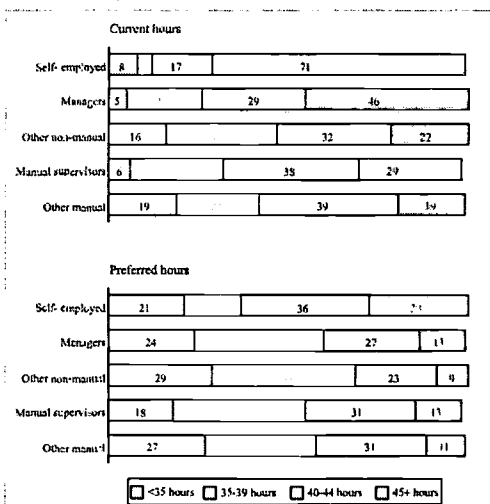 Current hours
Self- employed 8 17 71
Managers 5 29 46
Other non-manual 16 32 22
Manual supervisors 6 38 29
Other manual 19 39 19
Preferred hours
Self- employed 21 36
Managers 24 27 13
Other non-manual 29 23 9
Manual supervisors 18 31 13
Other manual 27 31 11
<35 hours 35-39 hours 40-44 hours 45+ hours